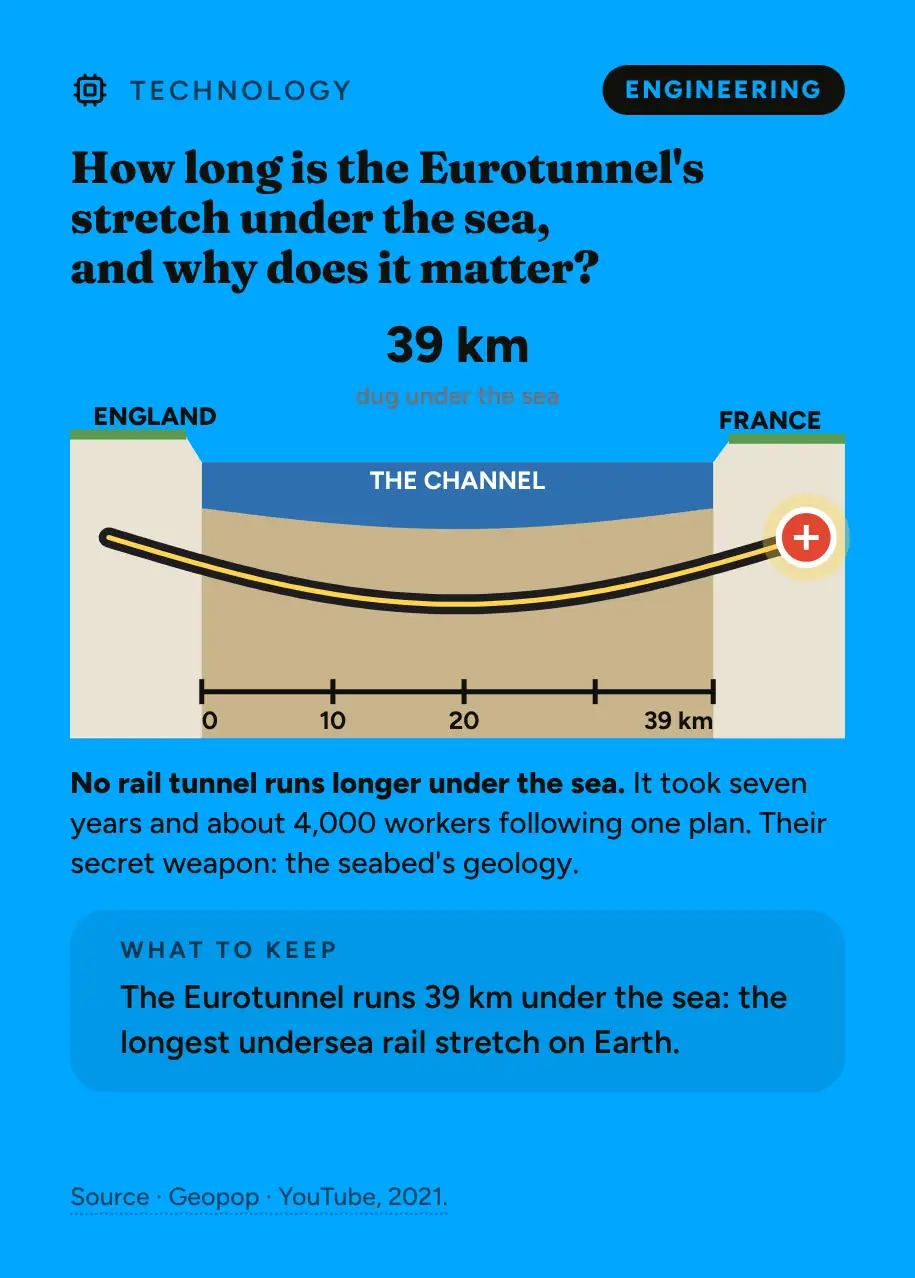 TECHNOLOGY
ENGINEERING
How long is the Eurotunnel's
stretch under the sea,
and why does it matter?
39 km
dug under the sea
ENGLAND
FRANCE
THE CHANNEL
0 10 20 39 km
No rail tunnel runs longer under the sea. It took seven
years and about 4,000 workers following one plan. Their
secret weapon: the seabed's geology.
WHAT TO KEEP
The Eurotunnel runs 39 km under the sea: the
longest undersea rail stretch on Earth.
Source · Geopop · YouTube, 2021.